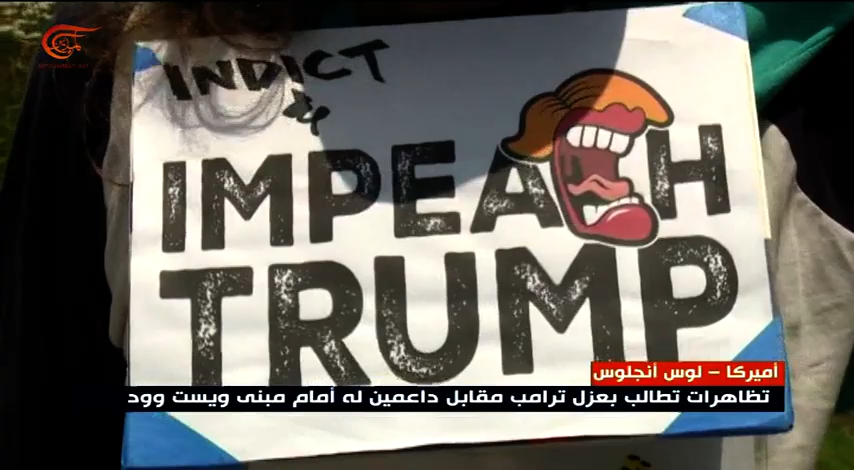 INDICT
&
IMPEACH
TRUMP
أميركا - لوس أنجلوس
تظاهرات تطالب بعزل ترامب مقابل داعمين له أمام مبنى ويست وود